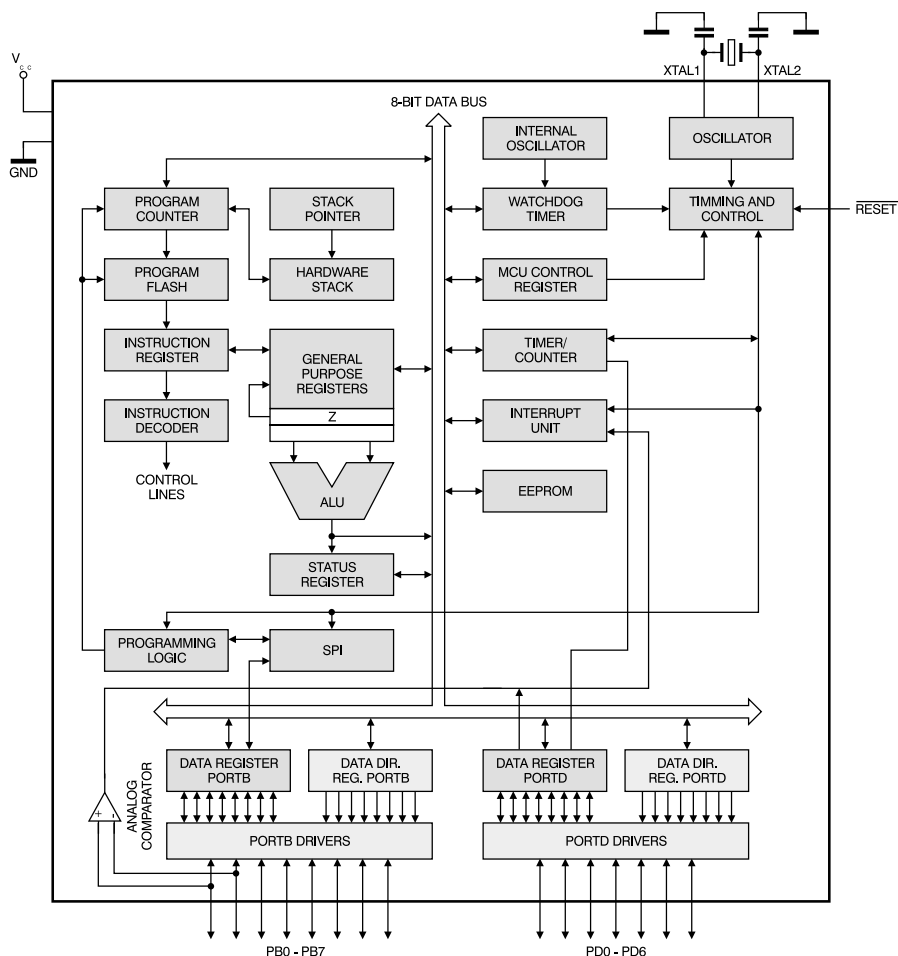 XTAL1
XTAL2
VCC
8-BIT DATA BUS
GND
INTERNAL
OSCILLATOR
OSCILLATOR
PROGRAM
COUNTER
STACK
POINTER
WATCHDOG
TIMER
TIMMING AND
CONTROL
RESET
PROGRAM
FLASH
HARDWARE
STACK
MCU CONTROL
REGISTER
INSTRUCTION
REGISTER
GENERAL
PURPOSE
REGISTERS
TIMER/
COUNTER
Z
INSTRUCTION
DECODER
INTERRUPT
UNIT
CONTROL
LINES
ALU
EEPROM
STATUS
REGISTER
PROGRAMMING
LOGIC
SPI
ANALOG
COMPARATOR
+
-
DATA REGISTER
PORTB
DATA DIR.
REG. PORTB
DATA REGISTER
PORTD
DATA DIR.
REG. PORTD
PORTB DRIVERS
PORTD DRIVERS
PB0 - PB7
PD0 - PD6